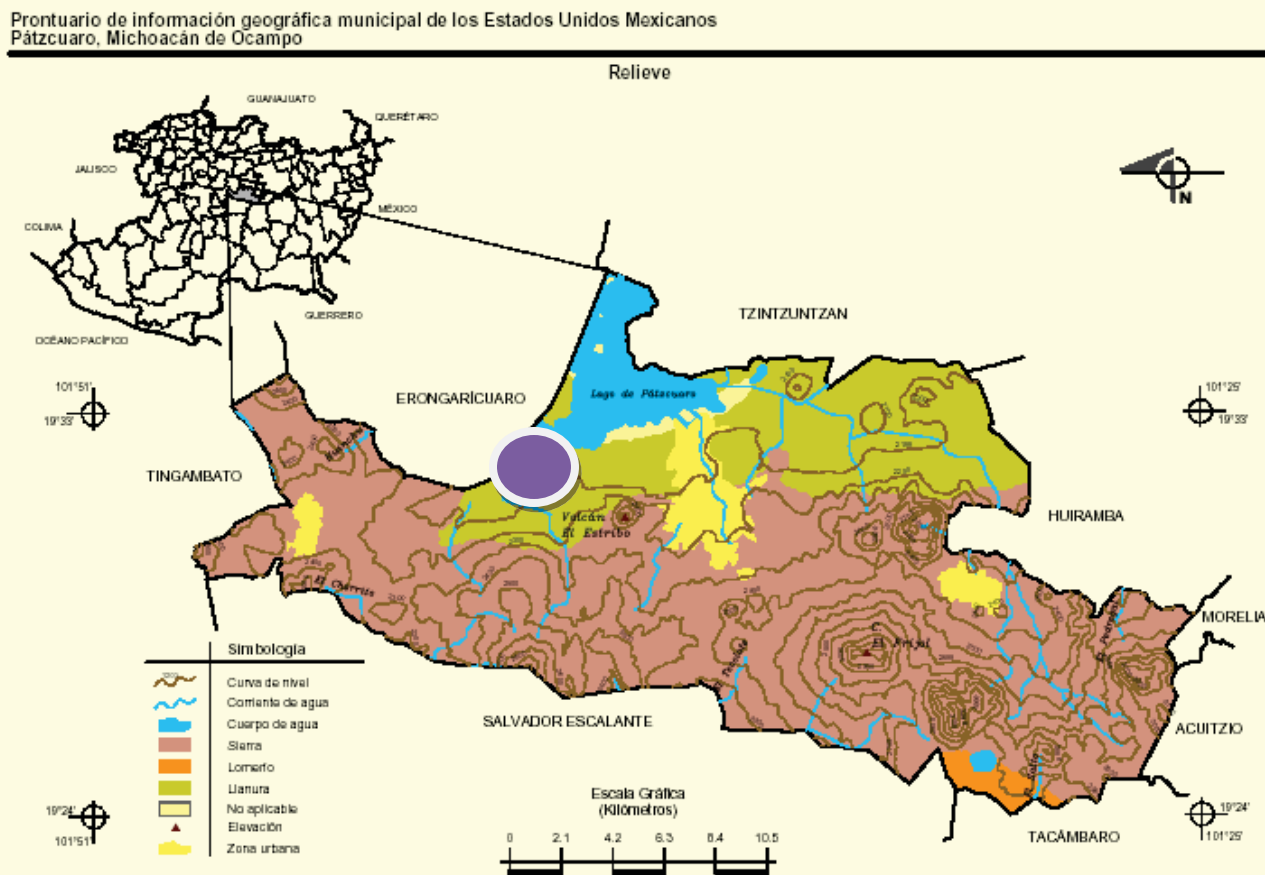 Prontuario de información geográfica municipal de los Estados Unidos Mexicanos
Pátzcuaro, Michoacán de Ocampo
Relieve
GUANAJUATO
QUERÉTARO
JALISCO
MÉXICO
COLIMA
GUERRERO
OCÉANO PACÍFICO
N
TZINTZUNTZAN
101°51'
19°33'
ERONGARÍCUARO
Lago de Pátzcuaro
101°25'
19°33'
TINGAMBATO
HUIRAMBA
Volcán
El Estribo
MORELIA
C.
El Frijol
SALVADOR ESCALANTE
ACUITZIO
Simbología
Curva de nivel
Corriente de agua
Cuerpo de agua
Sierra
Lomerío
Llanura
No aplicable
Elevación
Zona urbana
Escala Gráfica
(Kilómetros)
0 2.1 4.2 6.3 8.4 10.5
19°24'
101°51'
19°24'
101°25'
TACÁMBARO